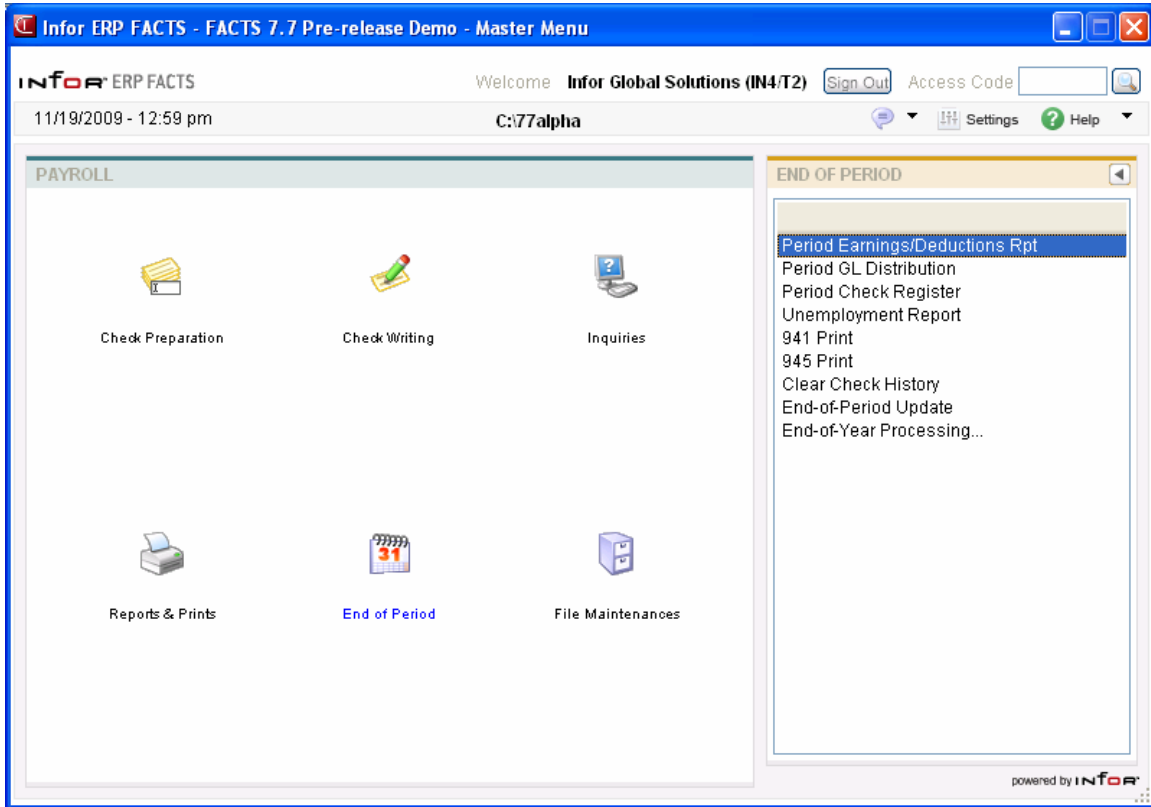 Infor ERP FACTS - FACTS 7.7 Pre-release Demo - Master Menu
infor ERP FACTS
Welcome Infor Global Solutions (IN4/T2) Sign Out Access Code
11/19/2009 - 12:59 pm
C:\77alpha
Settings
Help
PAYROLL
Check Preparation
Check Writing
Inquiries
Reports & Prints
31
End of Period
File Maintenances
END OF PERIOD
Period Earnings/Deductions Rpt
Period GL Distribution
Period Check Register
Unemployment Report
941 Print
945 Print
Clear Check History
End-of-Period Update
End-of-Year Processing...
powered by infor